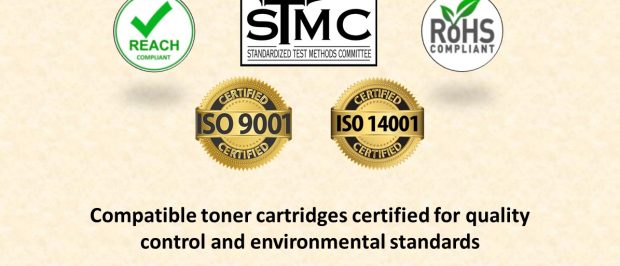 REACH
COMPLIANT
STMC
STANDARDIZED TEST METHODS COMMITTEE
RoHS
COMPLIANT
CERTIFIED
ISO 9001
CERTIFIED
CERTIFIED
ISO 14001
CERTIFIED
Compatible toner cartridges certified for quality
control and environmental standards